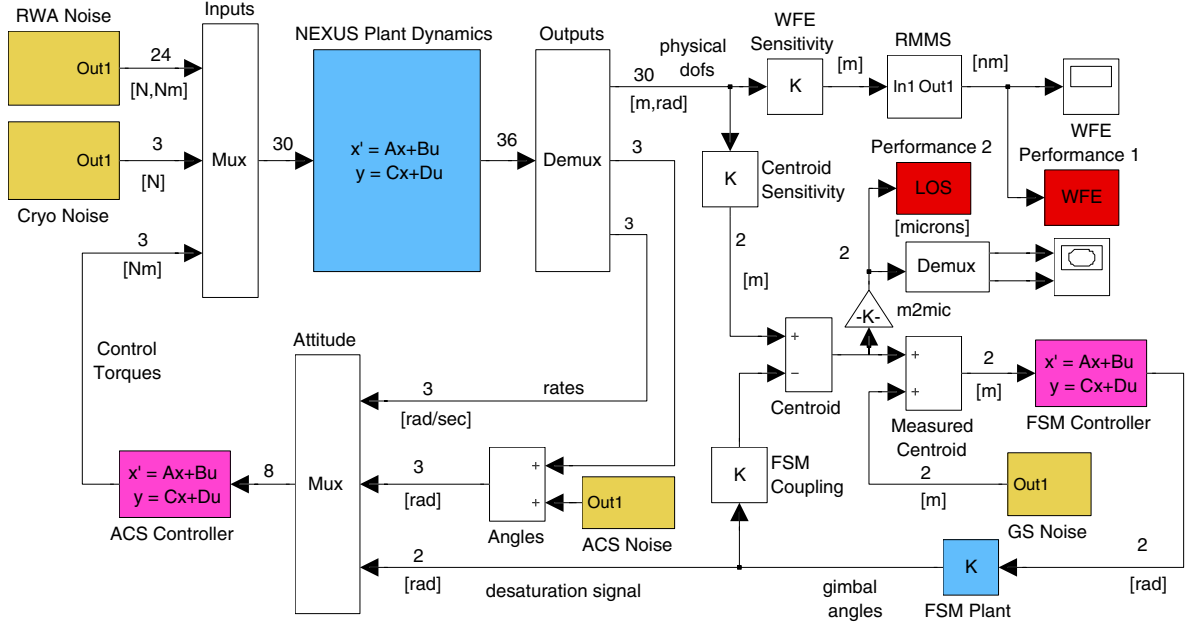 RWA Noise
Out1
24
[N,Nm]
Inputs
Mux
30
NEXUS Plant Dynamics
x' = Ax+Bu
y = Cx+Du
36
Outputs
Demux
30
[m,rad]
physical
dofs
WFE
Sensitivity
K
[m]
RMMS
In1 Out1
[nm]
WFE
Out1
Cryo Noise
3
[N]
3
3
K
Centroid
Sensitivity
Performance 2
LOS
[microns]
Performance 1
WFE
3
[Nm]
2
[m]
2
Demux
-K-
m2mic
Control
Torques
Attitude
Mux
3
[rad/sec]
rates
+
−
Centroid
+
+
Measured
Centroid
2
[m]
x' = Ax+Bu
y = Cx+Du
FSM Controller
x' = Ax+Bu
y = Cx+Du
ACS Controller
8
3
[rad]
+
+
Angles
Out1
ACS Noise
K
FSM
Coupling
2
[m]
Out1
GS Noise
2
[rad]
desaturation signal
gimbal
angles
K
FSM Plant
2
[rad]